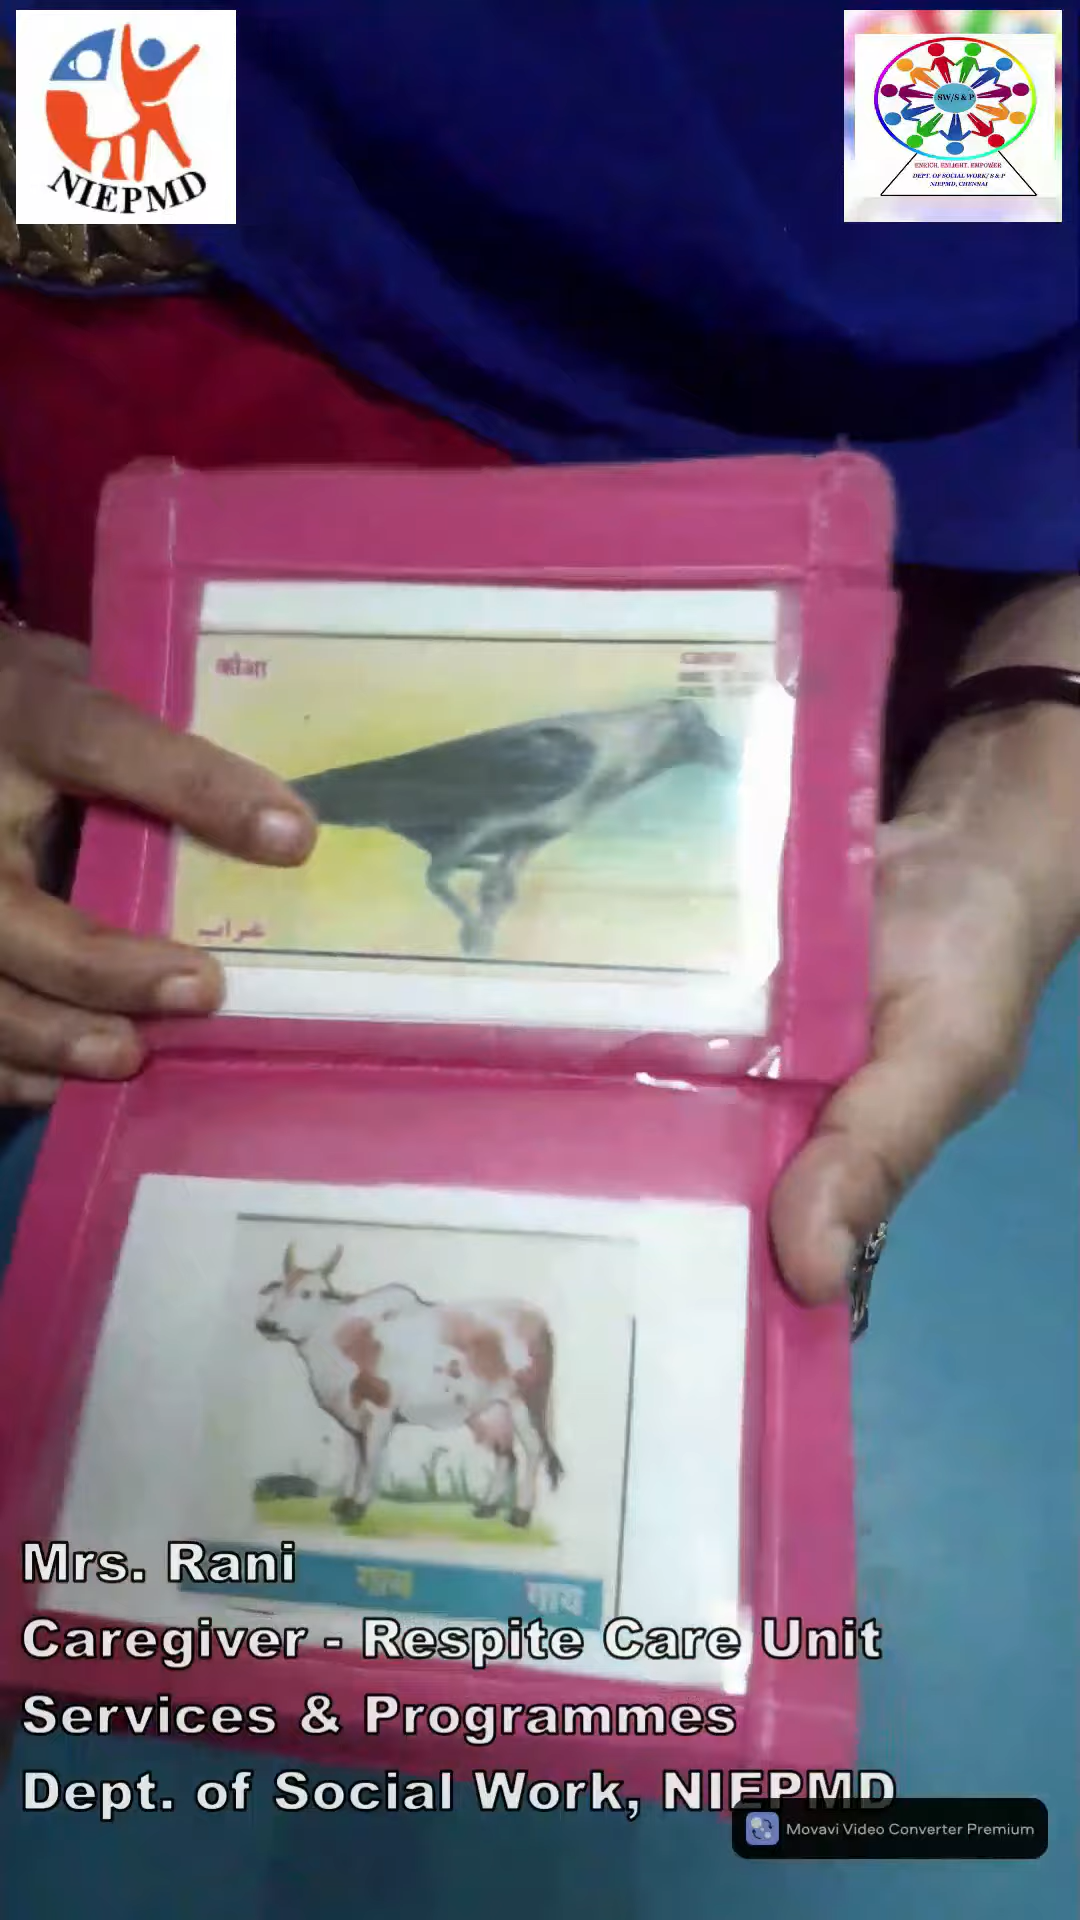 NIEPMD
SW/S & P
ENRICH, ENLIGHT, EMPOWER
DEPT. OF SOCIAL WORK/ S & P
NIEPMD, CHENNAI
कौआ
غراب
गाय
Mrs. Rani
Caregiver - Respite Care Unit
Services & Programmes
Dept. of Social Work, NIEPMD
Movavi Video Converter Premium